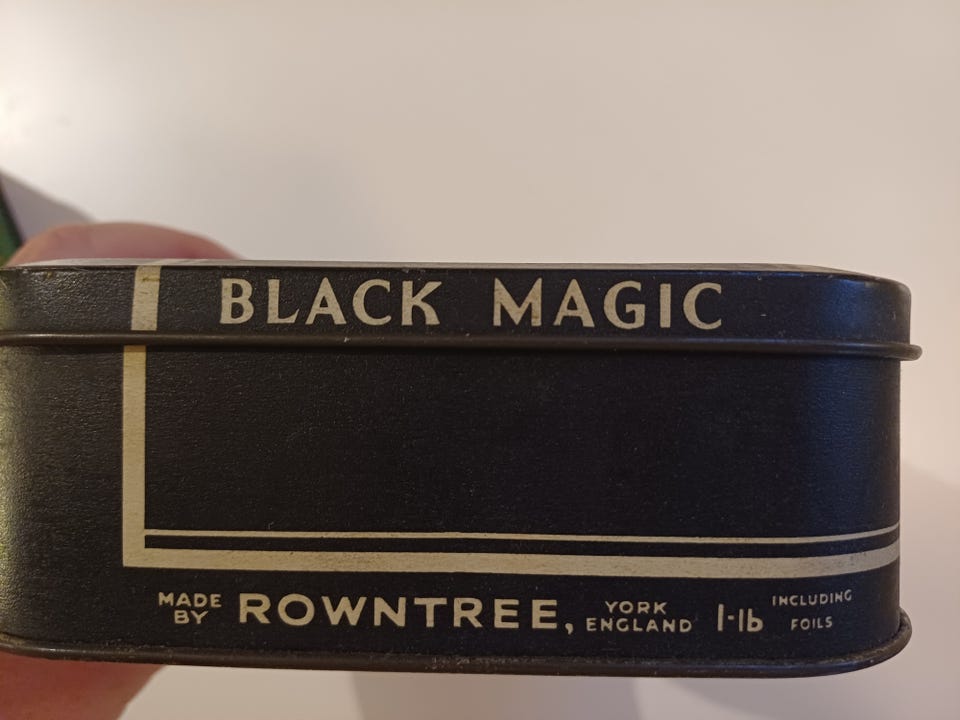 BLACK MAGIC
MADE BY ROWNTREE, YORK ENGLAND 1-lb INCLUDING FOILS